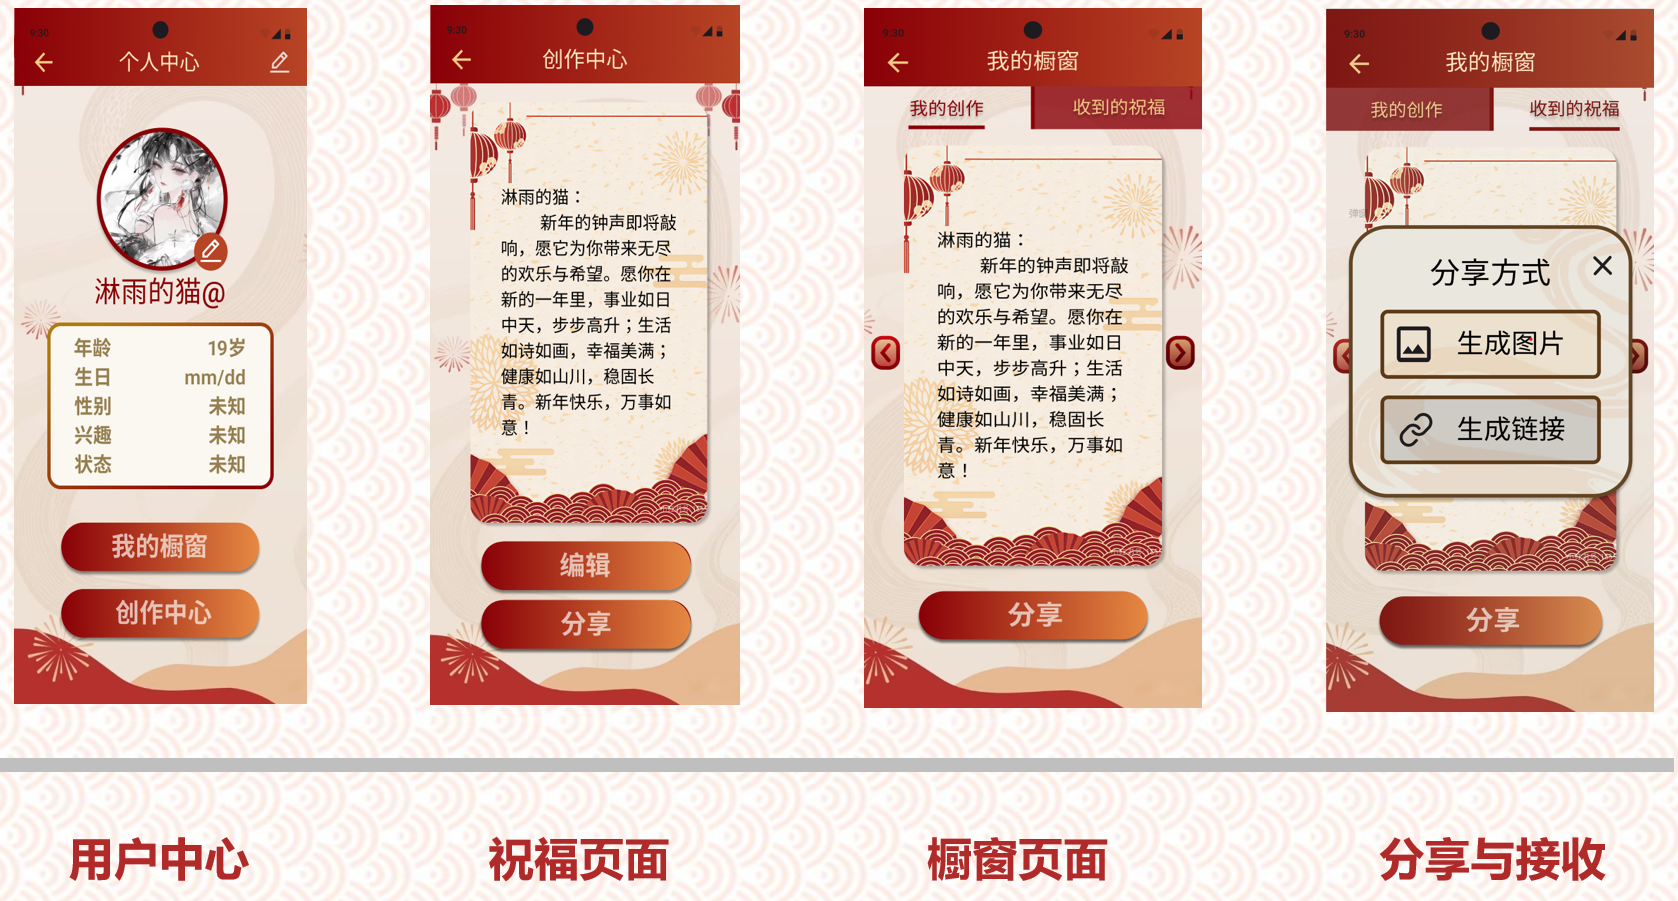 9:30
个人中心
淋雨的猫@
年龄 19岁
生日 mm/dd
性别 未知
兴趣 未知
状态 未知
我的橱窗
创作中心
用户中心
9:30
创作中心
淋雨的猫：
新年的钟声即将敲
响，愿它为你带来无尽
的欢乐与希望。愿你在
新的一年里，事业如日
中天，步步高升；生活
如诗如画，幸福美满；
健康如山川，稳固长
青。新年快乐，万事如
意！
编辑
分享
祝福页面
9:30
我的橱窗
我的创作 收到的祝福
淋雨的猫：
新年的钟声即将敲
响，愿它为你带来无尽
的欢乐与希望。愿你在
新的一年里，事业如日
中天，步步高升；生活
如诗如画，幸福美满；
健康如山川，稳固长
青。新年快乐，万事如
意！
分享
橱窗页面
9:30
我的橱窗
我的创作 收到的祝福
分享方式
生成图片
生成链接
分享
分享与接收